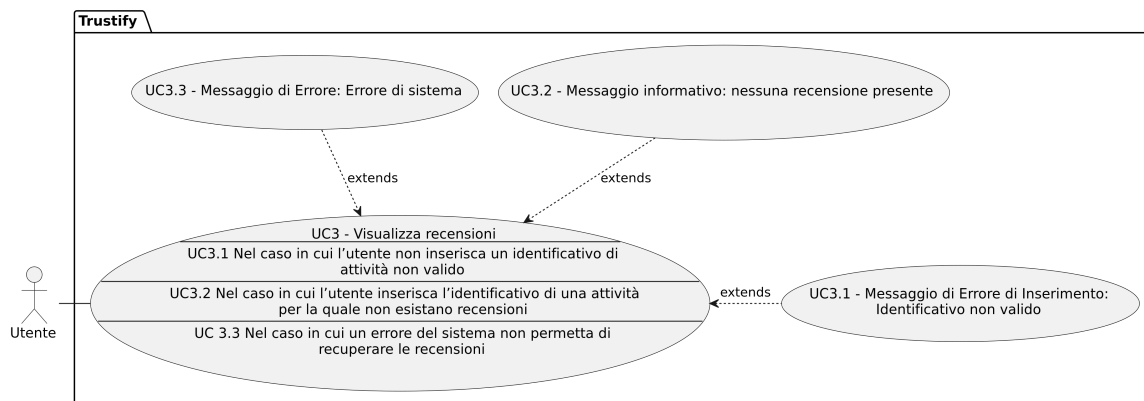 Trustify
UC3.3 - Messaggio di Errore: Errore di sistema
UC3.2 - Messaggio informativo: nessuna recensione presente
extends
extends
UC3 - Visualizza recensioni
UC3.1 Nel caso in cui l'utente non inserisca un identificativo di
attività non valido
UC3.2 Nel caso in cui l'utente inserisca l'identificativo di una attività
per la quale non esistano recensioni
UC 3.3 Nel caso in cui un errore del sistema non permetta di
recuperare le recensioni
extends
UC3.1 - Messaggio di Errore di Inserimento:
Identificativo non valido
Utente